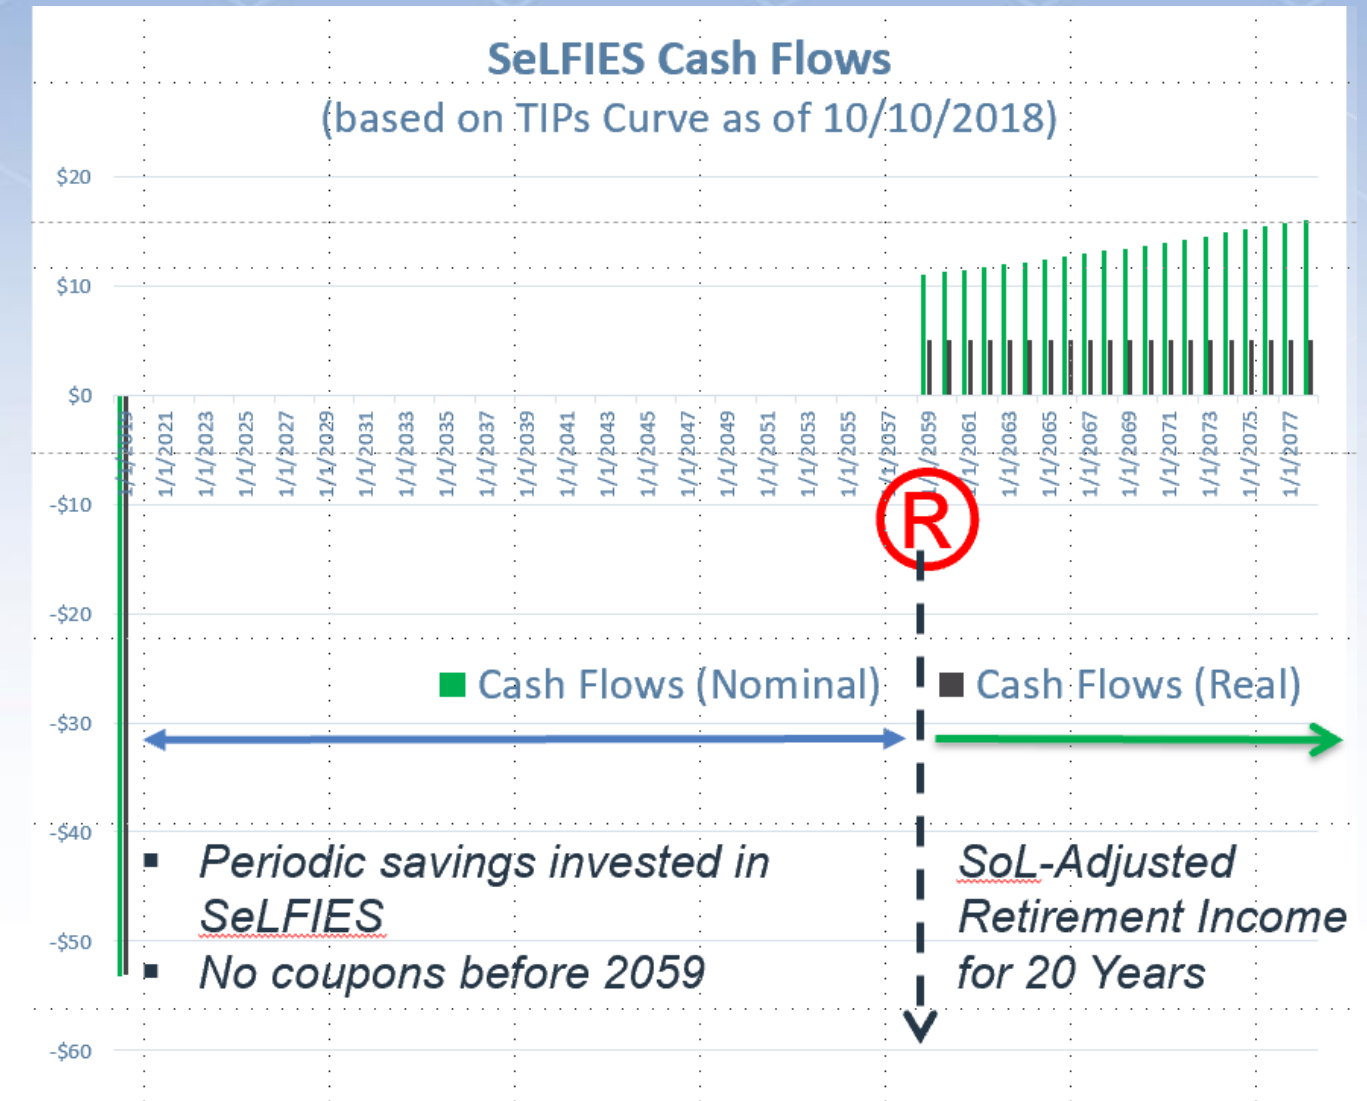 SeLFIES Cash Flows
(based on TIPs Curve as of 10/10/2018)
$20
$10
$0
1/1/2019 1/1/2021 1/1/2023 1/1/2025 1/1/2027 1/1/2029 1/1/2031 1/1/2033 1/1/2035 1/1/2037 1/1/2039 1/1/2041 1/1/2043 1/1/2045 1/1/2047 1/1/2049 1/1/2051 1/1/2053 1/1/2055 1/1/2057 1/1/2059 1/1/2061 1/1/2063 1/1/2065 1/1/2067 1/1/2069 1/1/2071 1/1/2073 1/1/2075 1/1/2077
-$10
R
-$20
Cash Flows (Nominal) Cash Flows (Real)
-$30
-$40
▪ Periodic savings invested in
SeLFIES
▪ No coupons before 2059
SoL-Adjusted
Retirement Income
for 20 Years
-$50
-$60